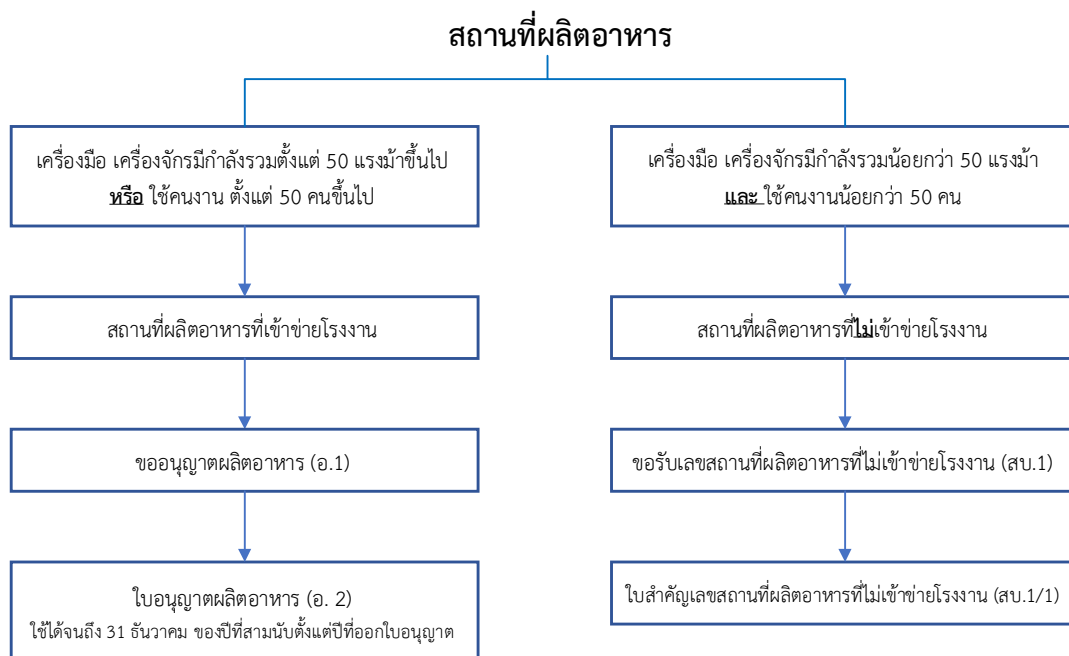 สถานที่ผลิตอาหาร
เครื่องมือ เครื่องจักรมีกำลังรวมตั้งแต่ 50 แรงม้าขึ้นไป
หรือ ใช้คนงาน ตั้งแต่ 50 คนขึ้นไป
สถานที่ผลิตอาหารที่เข้าข่ายโรงงาน
ขออนุญาตผลิตอาหาร (อ.1)
ใบอนุญาตผลิตอาหาร (อ. 2)
ใช้ได้จนถึง 31 ธันวาคม ของปีที่สามนับตั้งแต่ปีที่ออกใบอนุญาต
เครื่องมือ เครื่องจักรมีกำลังรวมน้อยกว่า 50 แรงม้า
และ ใช้คนงานน้อยกว่า 50 คน
สถานที่ผลิตอาหารที่ไม่เข้าข่ายโรงงาน
ขอรับเลขสถานที่ผลิตอาหารที่ไม่เข้าข่ายโรงงาน (สบ.1)
ใบสำคัญเลขสถานที่ผลิตอาหารที่ไม่เข้าข่ายโรงงาน (สบ.1/1)